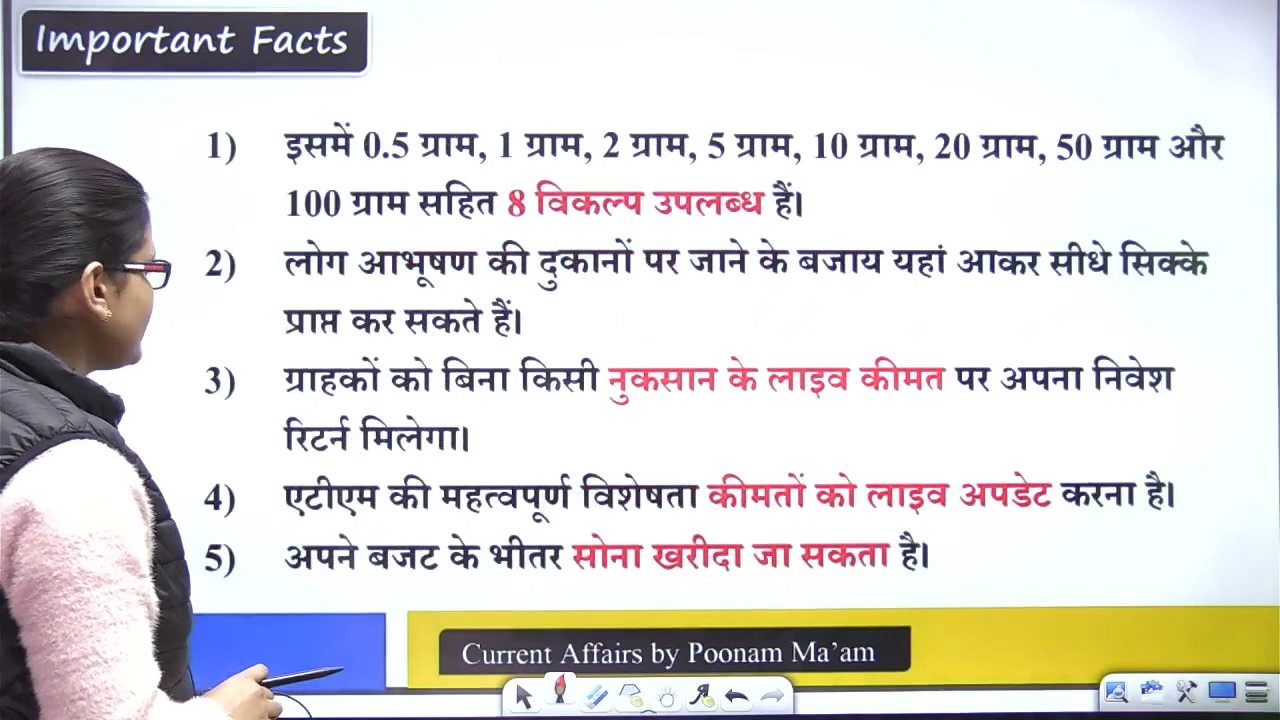 Important Facts
1) इसमें 0.5 ग्राम, 1 ग्राम, 2 ग्राम, 5 ग्राम, 10 ग्राम, 20 ग्राम, 50 ग्राम और
100 ग्राम सहित 8 विकल्प उपलब्ध हैं।
2) लोग आभूषण की दुकानों पर जाने के बजाय यहां आकर सीधे सिक्के
प्राप्त कर सकते हैं।
3) ग्राहकों को बिना किसी नुकसान के लाइव कीमत पर अपना निवेश
रिटर्न मिलेगा।
4) एटीएम की महत्वपूर्ण विशेषता कीमतों को लाइव अपडेट करना है।
5) अपने बजट के भीतर सोना खरीदा जा सकता है।
Current Affairs by Poonam Ma’am